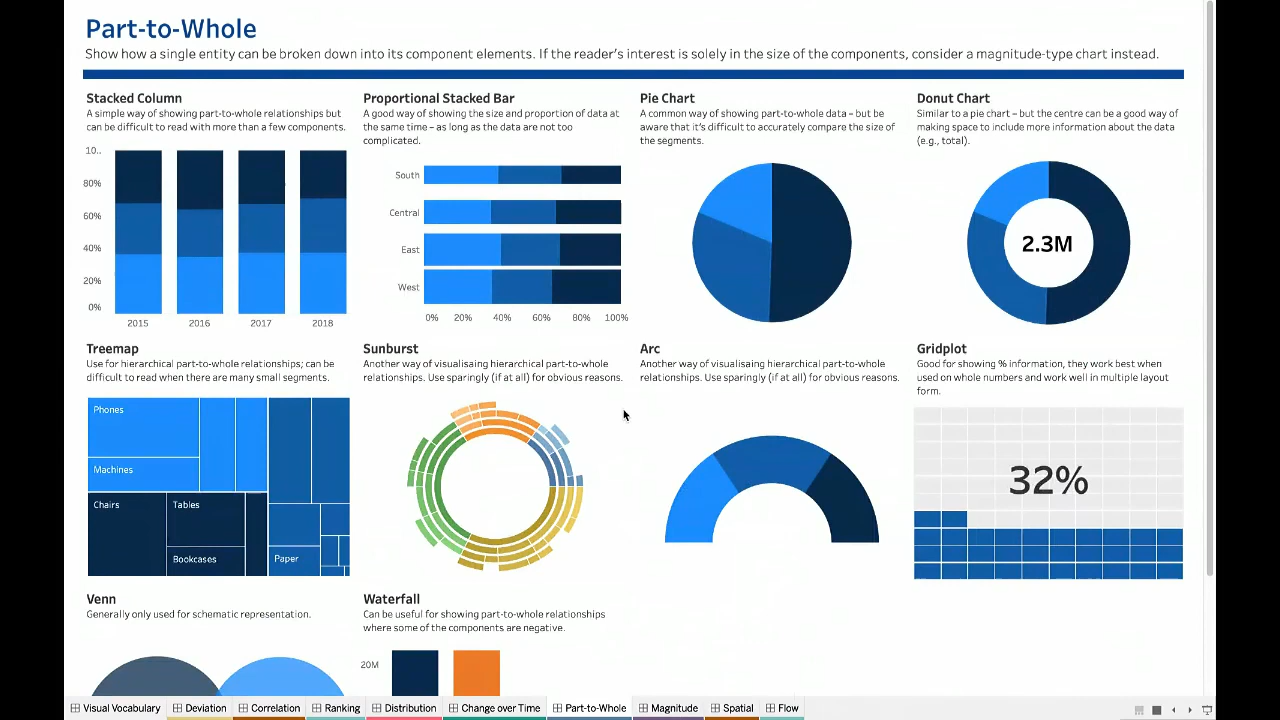 Part-to-Whole
Show how a single entity can be broken down into its component elements. If the reader's interest is solely in the size of the components, consider a magnitude-type chart instead.
Stacked Column
A simple way of showing part-to-whole relationships but
can be difficult to read with more than a few components.
10..
80%
60%
40%
20%
0%
2015 2016 2017 2018
Proportional Stacked Bar
A good way of showing the size and proportion of data at
the same time – as long as the data are not too
complicated.
South
Central
East
West
0% 20% 40% 60% 80% 100%
Pie Chart
A common way of showing part-to-whole data – but be
aware that it's difficult to accurately compare the size of
the segments.
Donut Chart
Similar to a pie chart – but the centre can be a good way of
making space to include more information about the data
(e.g., total).
2.3M
Treemap
Use for hierarchical part-to-whole relationships; can be
difficult to read when there are many small segments.
Phones
Machines
Chairs
Tables
Bookcases
Paper
Sunburst
Another way of visualising hierarchical part-to-whole
relationships. Use sparingly (if at all) for obvious reasons.
Arc
Another way of visualising hierarchical part-to-whole
relationships. Use sparingly (if at all) for obvious reasons.
Gridplot
Good for showing % information, they work best when
used on whole numbers and work well in multiple layout
form.
32%
Venn
Generally only used for schematic representation.
Waterfall
Can be useful for showing part-to-whole relationships
where some of the components are negative.
20M
Visual Vocabulary Deviation Correlation Ranking Distribution Change over Time Part-to-Whole Magnitude Spatial Flow